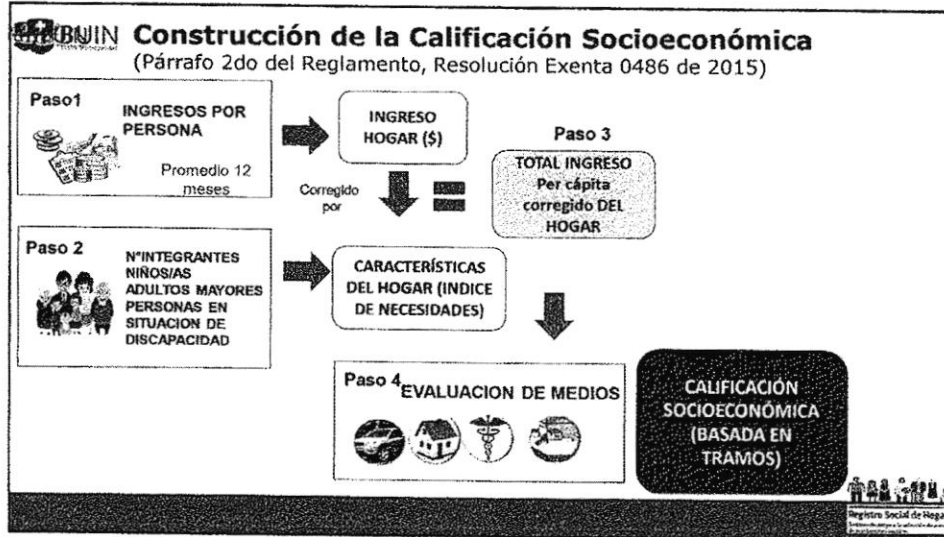 BUIN
Construcción de la Calificación Socioeconómica
(Párrafo 2do del Reglamento, Resolución Exenta 0486 de 2015)
Paso1
INGRESOS POR
PERSONA
Promedio 12
meses
INGRESO
HOGAR ($)
Corregido
por
Paso 3
TOTAL INGRESO
Per cápita
corregido DEL
HOGAR
Paso 2
N°INTEGRANTES
NIÑOS/AS
ADULTOS MAYORES
PERSONAS EN
SITUACION DE
DISCAPACIDAD
CARACTERÍSTICAS
DEL HOGAR (INDICE
DE NECESIDADES)
Paso 4
EVALUACION DE MEDIOS
CALIFICACIÓN
SOCIOECONÓMICA
(BASADA EN
TRAMOS)
Registro Social de Hoga